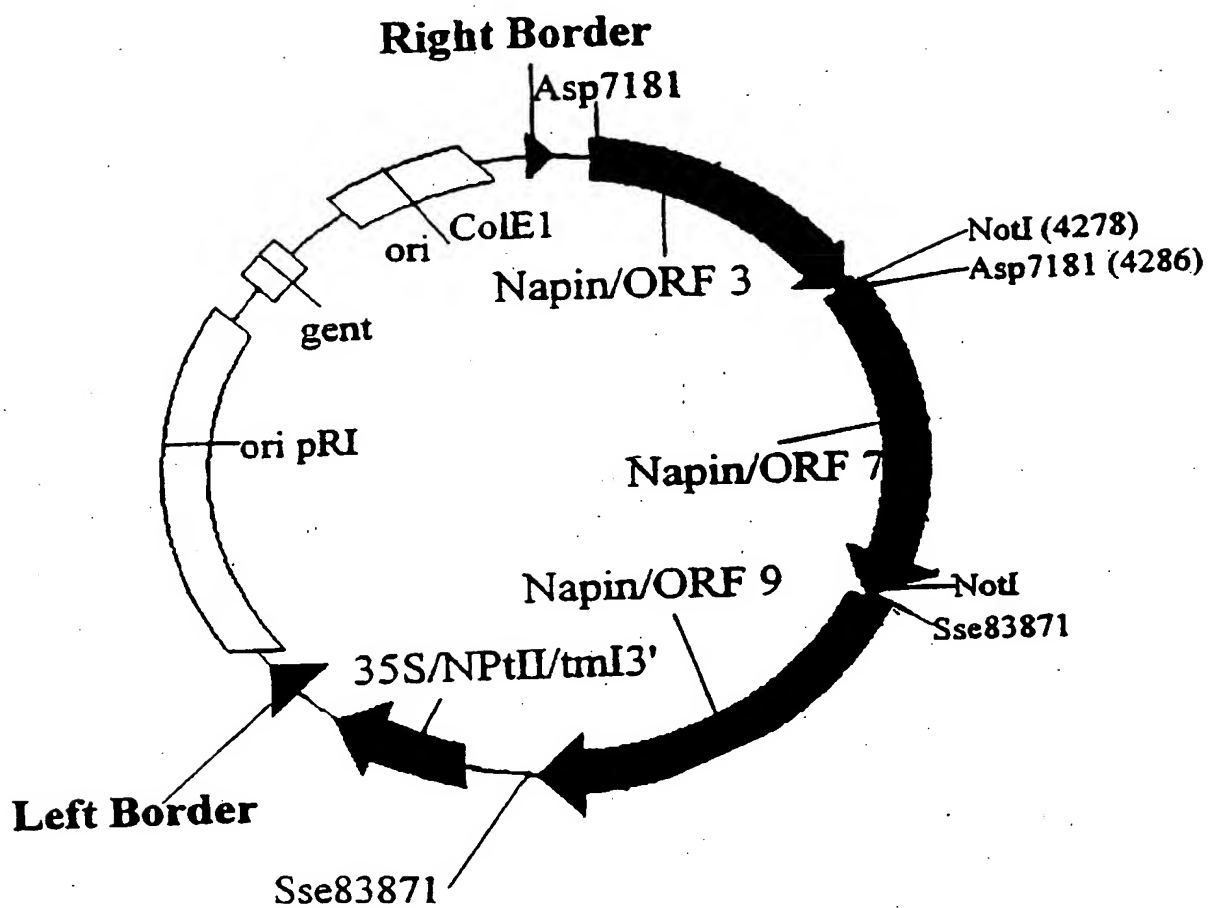 Right Border
Asp7181
ori
ColE1
Napin/ORF 3
NotI (4278)
Asp7181 (4286)
gent
ori pRI
Napin/ORF 7
Napin/ORF 9
NotI
Sse83871
35S/NPtII/tmI3'
Left Border
Sse83871